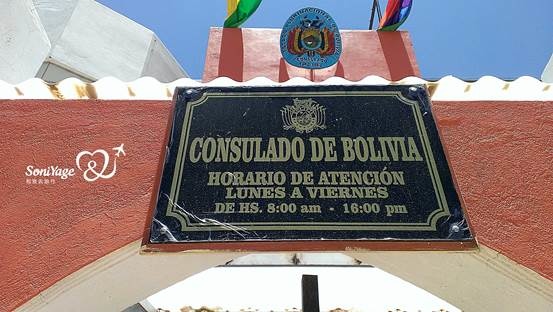 CONSULADO DE BOLIVIA
HORARIO DE ATENCIÓN
LUNES A VIERNES
DE HS. 8:00 am - 16:00 pm
SoniYage